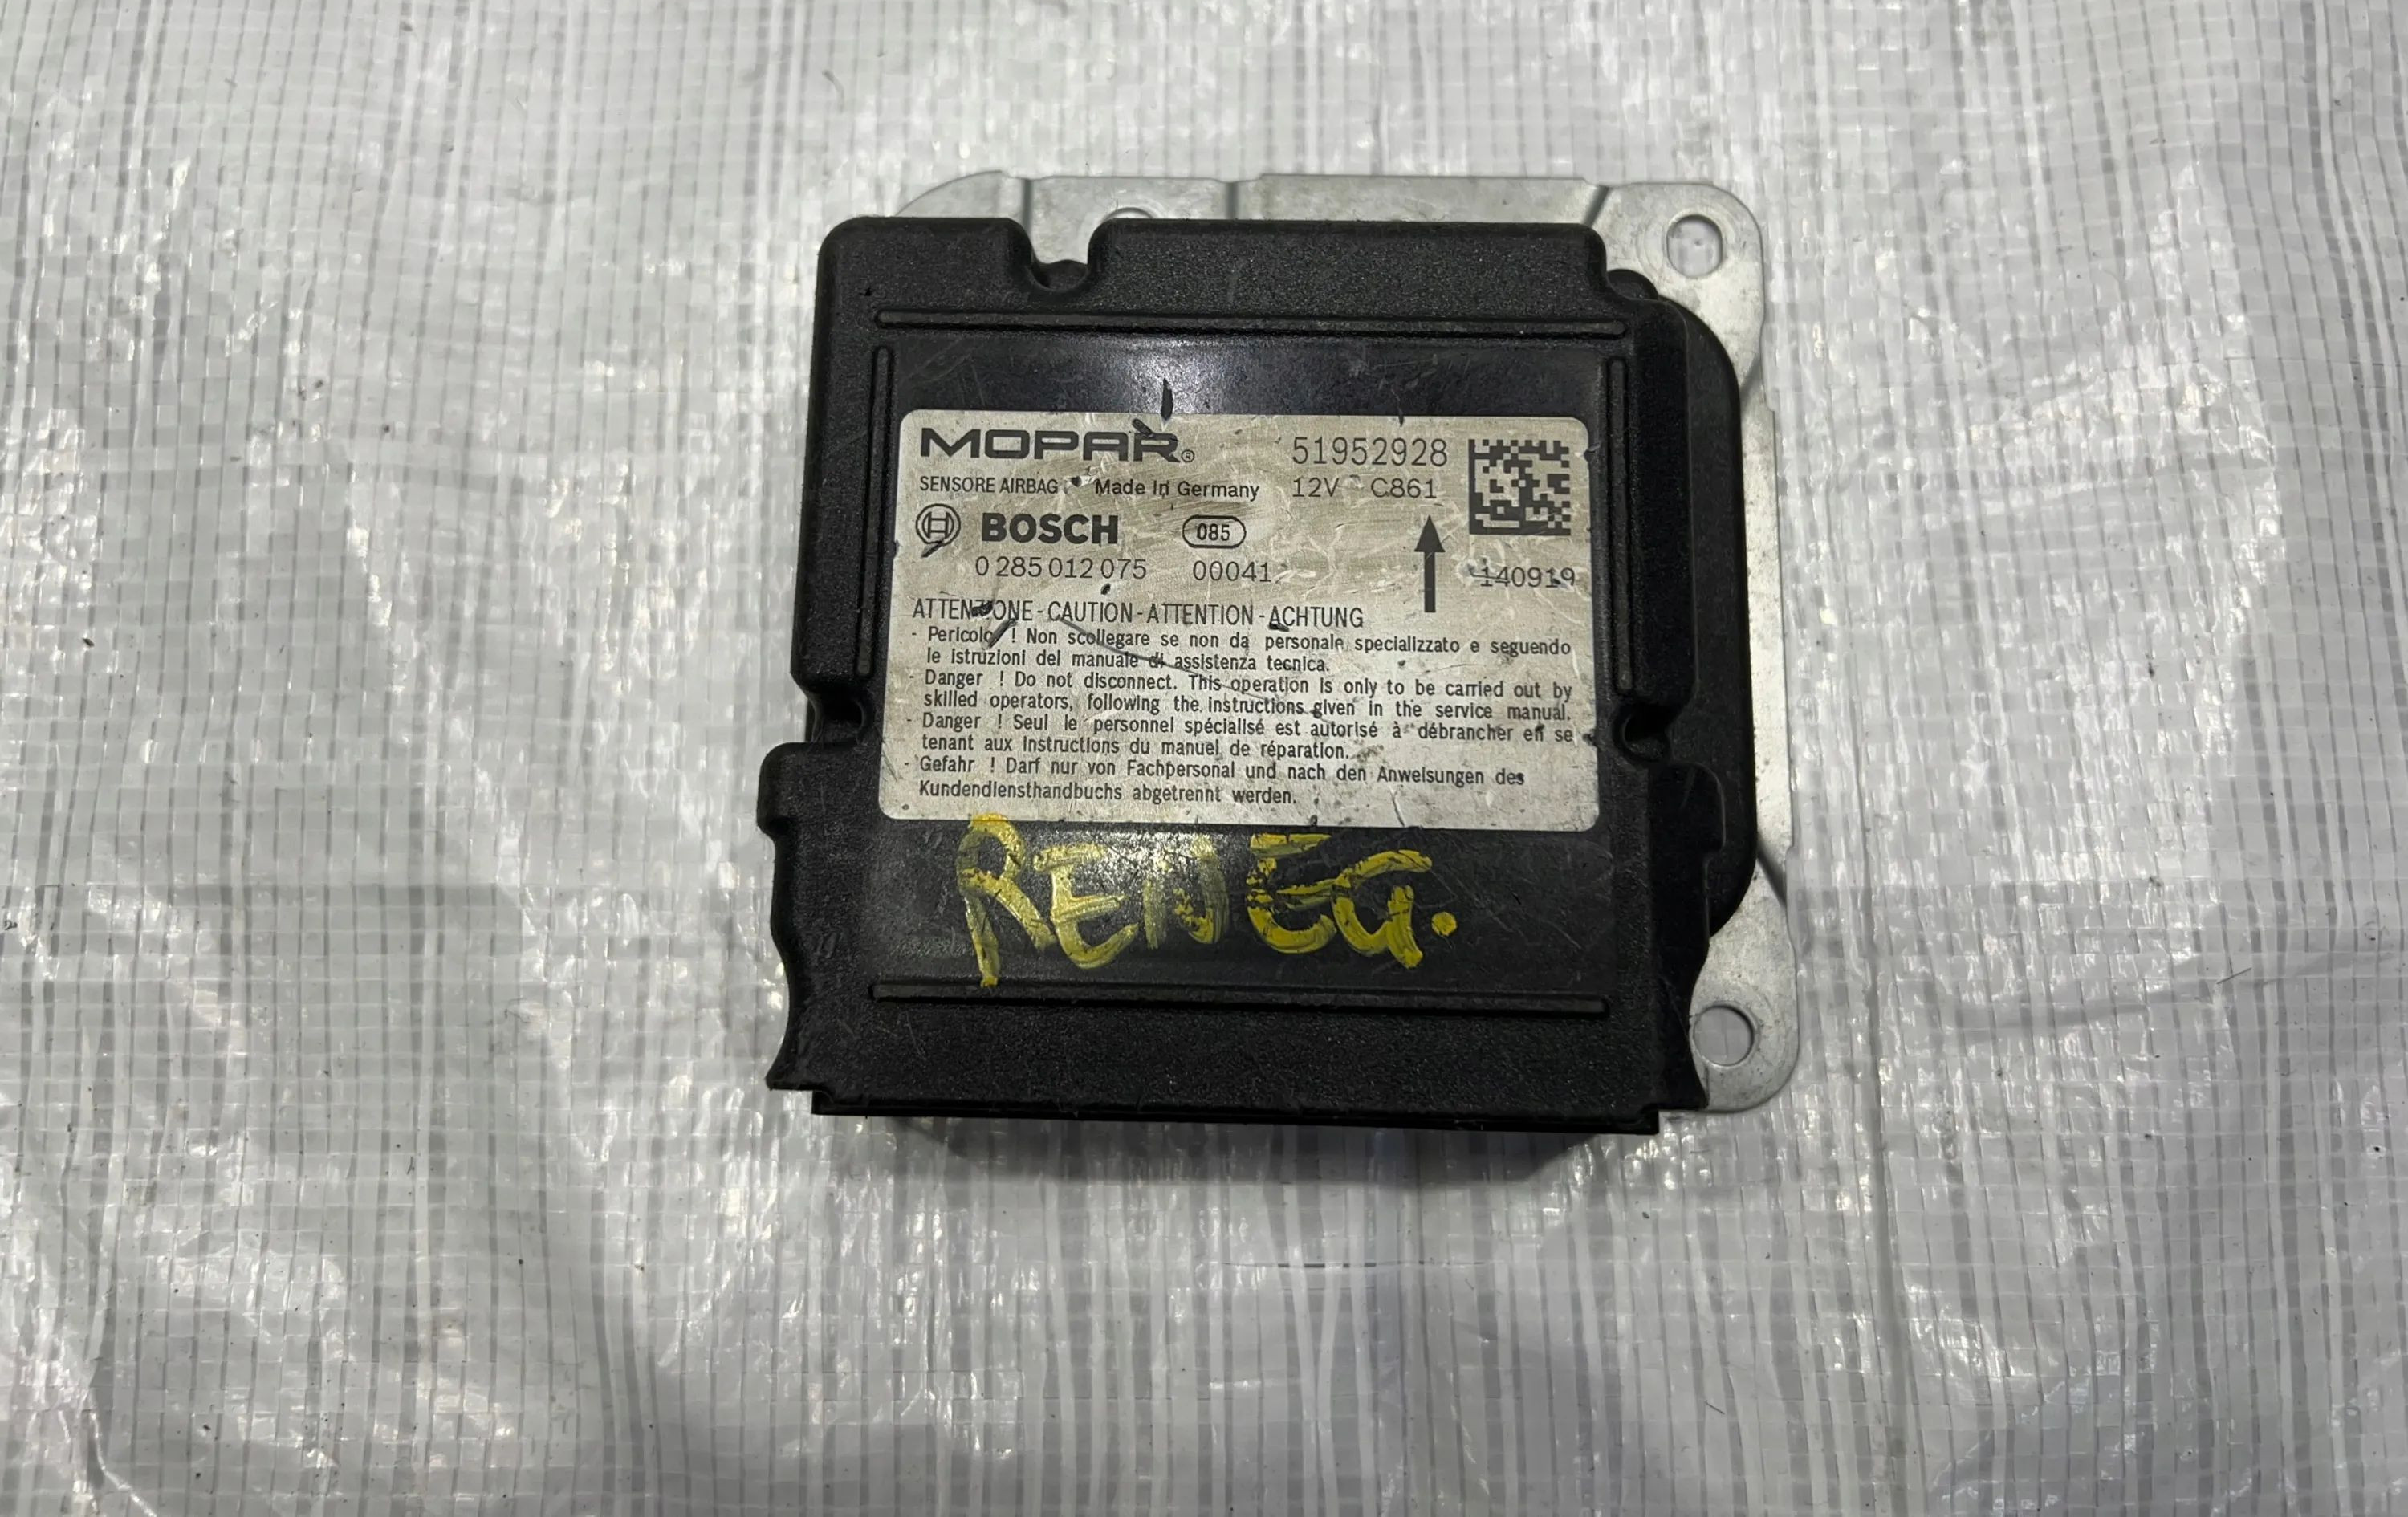 MOPAR® 51952928
SENSORE AIRBAG Made in Germany 12V C861
BOSCH 085
0 285 012 075 00041 140919
ATTENZIONE - CAUTION - ATTENTION - ACHTUNG
- Pericolo ! Non scollegare se non da personale specializzato e seguendo
le istruzioni del manuale di assistenza tecnica.
- Danger ! Do not disconnect. This operation is only to be carried out by
skilled operators, following the instructions given in the service manual.
- Danger ! Seul le personnel spécialisé est autorisé à débrancher en se
tenant aux instructions du manuel de réparation.
- Gefahr ! Darf nur von Fachpersonal und nach den Anweisungen des
Kundendiensthandbuchs abgetrennt werden.
RENEG.